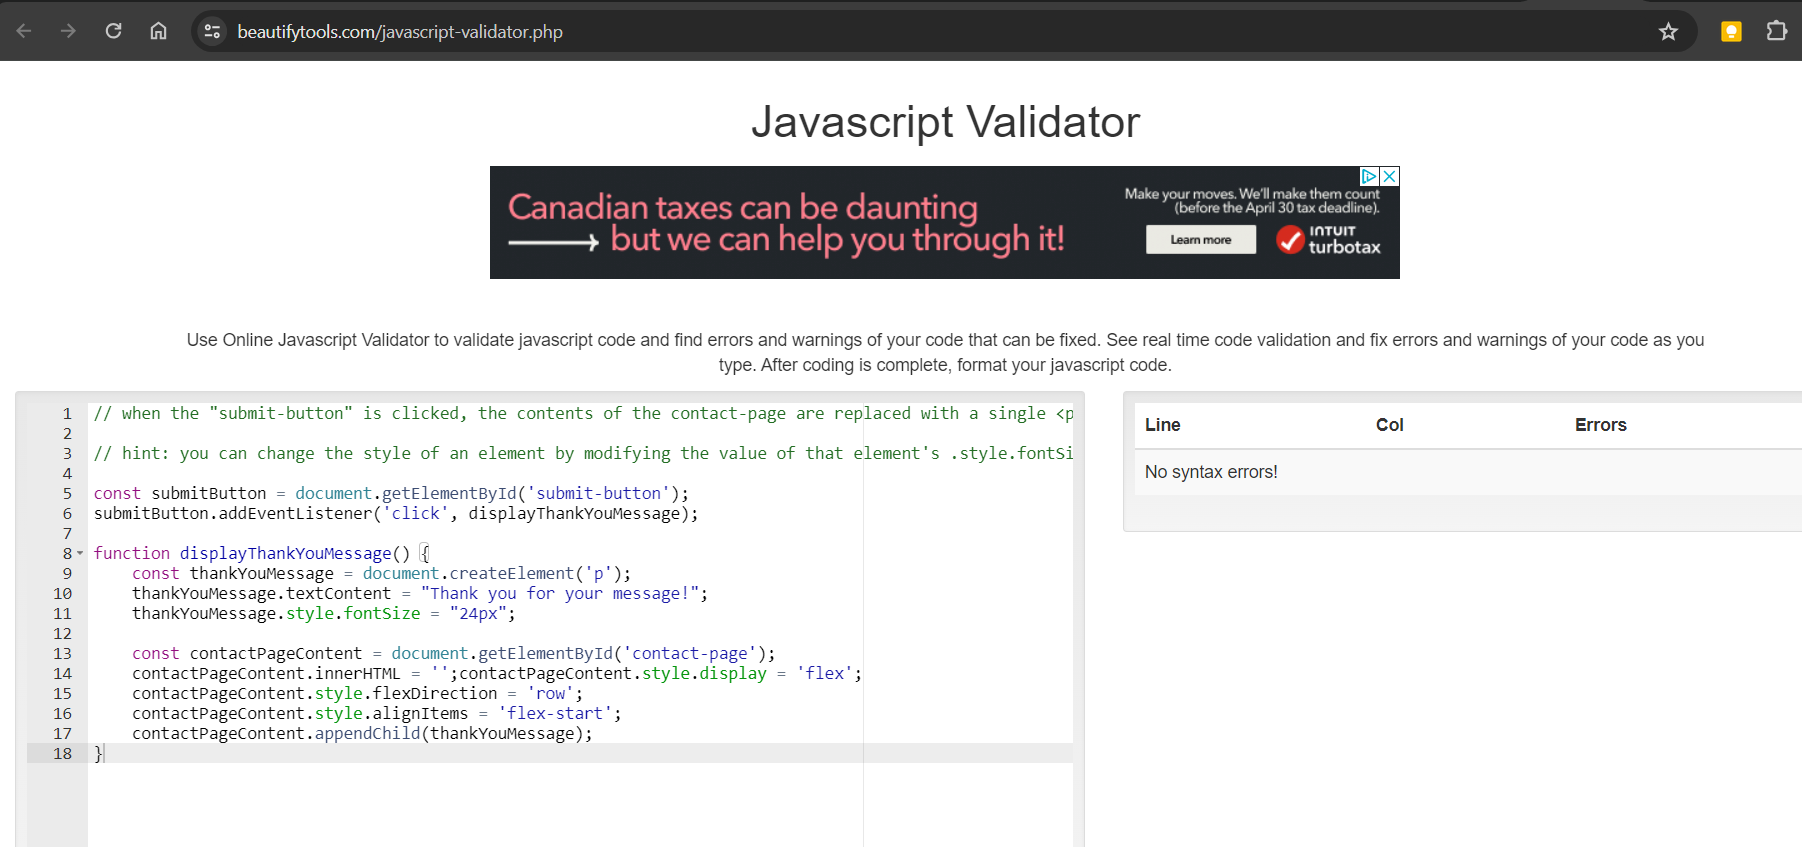 beautifytools.com/javascript-validator.php
Javascript Validator
Canadian taxes can be daunting
but we can help you through it!
Make your moves. We'll make them count
(before the April 30 tax deadline).
Learn more
INTUIT
turbotax
Use Online Javascript Validator to validate javascript code and find errors and warnings of your code that can be fixed. See real time code validation and fix errors and warnings of your code as you
type. After coding is complete, format your javascript code.
1 // when the "submit-button" is clicked, the contents of the contact-page are replaced with a single <p
2
3 // hint: you can change the style of an element by modifying the value of that element's .style.fontSi
4
5 const submitButton = document.getElementById('submit-button');
6 submitButton.addEventListener('click', displayThankYouMessage);
7
8 function displayThankYouMessage() {
9     const thankYouMessage = document.createElement('p');
10     thankYouMessage.textContent = "Thank you for your message!";
11     thankYouMessage.style.fontSize = "24px";
12
13     const contactPageContent = document.getElementById('contact-page');
14     contactPageContent.innerHTML = '';contactPageContent.style.display = 'flex';
15     contactPageContent.style.flexDirection = 'row';
16     contactPageContent.style.alignItems = 'flex-start';
17     contactPageContent.appendChild(thankYouMessage);
18 }
Line Col Errors
No syntax errors!